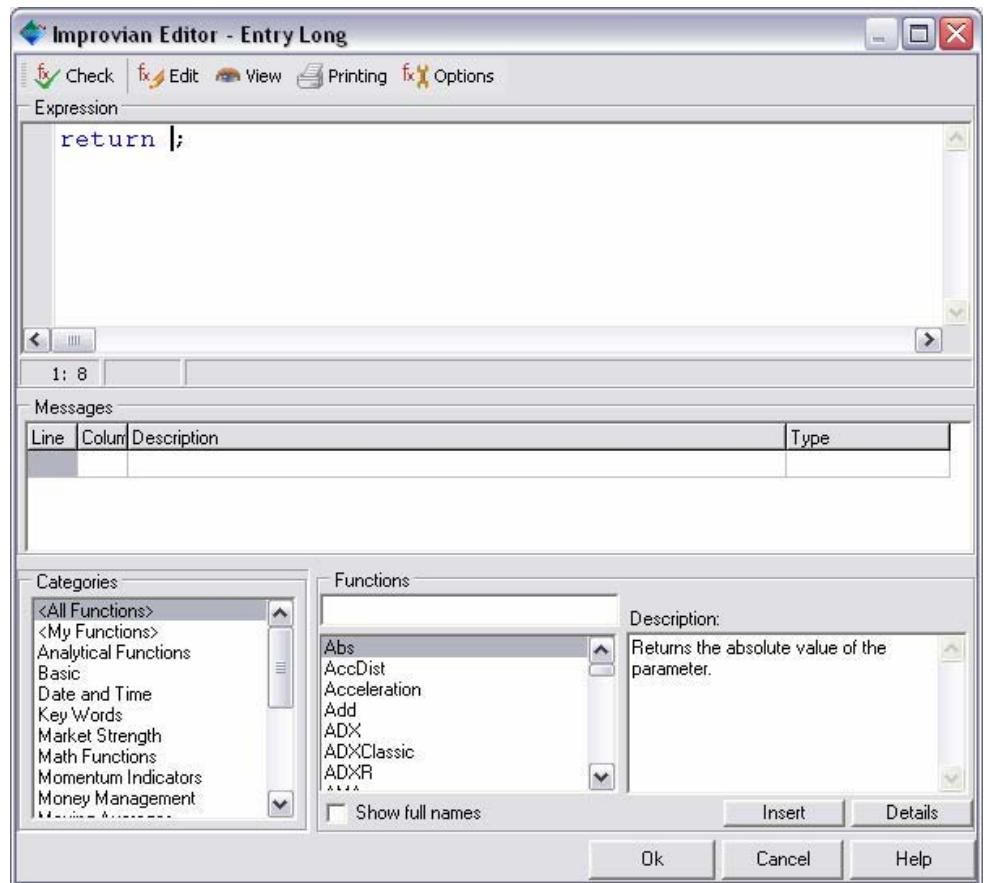 Improvian Editor - Entry Long
Check Edit View Printing Options
Expression
return ;
1: 8
Messages
Line Colum Description Type
Categories
<All Functions>
<My Functions>
Analytical Functions
Basic
Date and Time
Key Words
Market Strength
Math Functions
Momentum Indicators
Money Management
Functions
Abs
AccDist
Acceleration
Add
ADX
ADXClassic
ADXR
Show full names
Description:
Returns the absolute value of the
parameter.
Insert Details
Ok Cancel Help